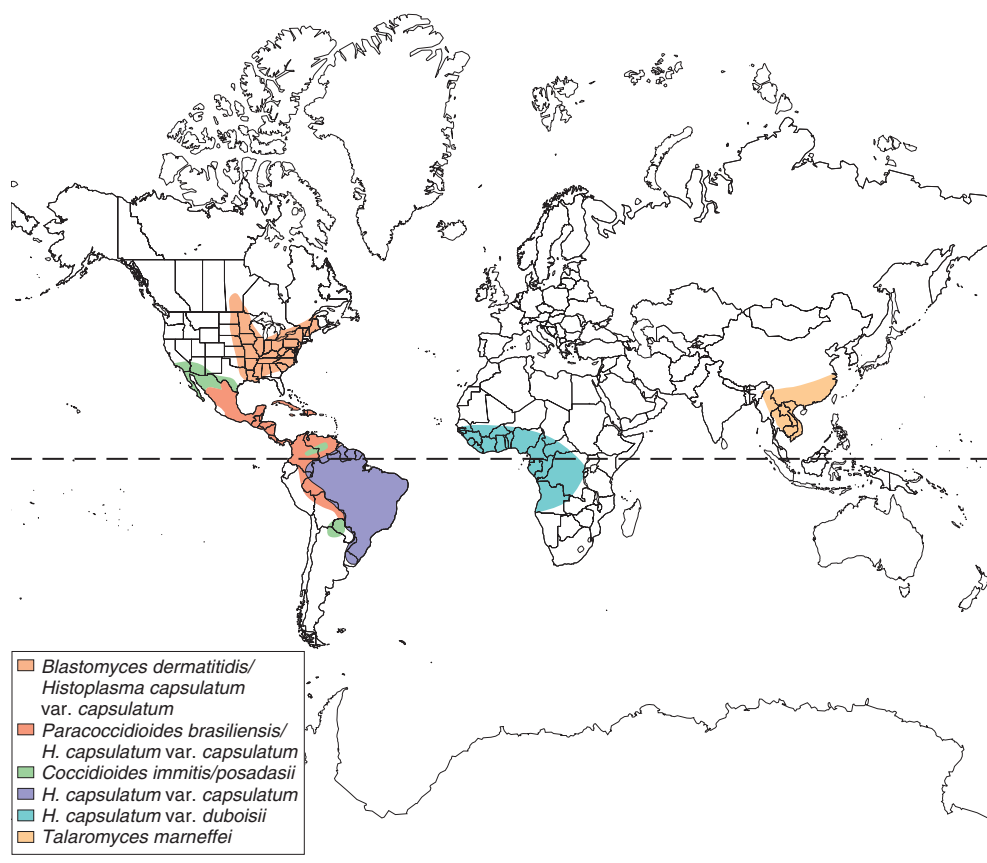 Blastomyces dermatitidis/
Histoplasma capsulatum
var. capsulatum
Paracoccidioides brasiliensis/
H. capsulatum var. capsulatum
Coccidioides immitis/posadasii
H. capsulatum var. capsulatum
H. capsulatum var. duboisii
Talaromyces marneffei